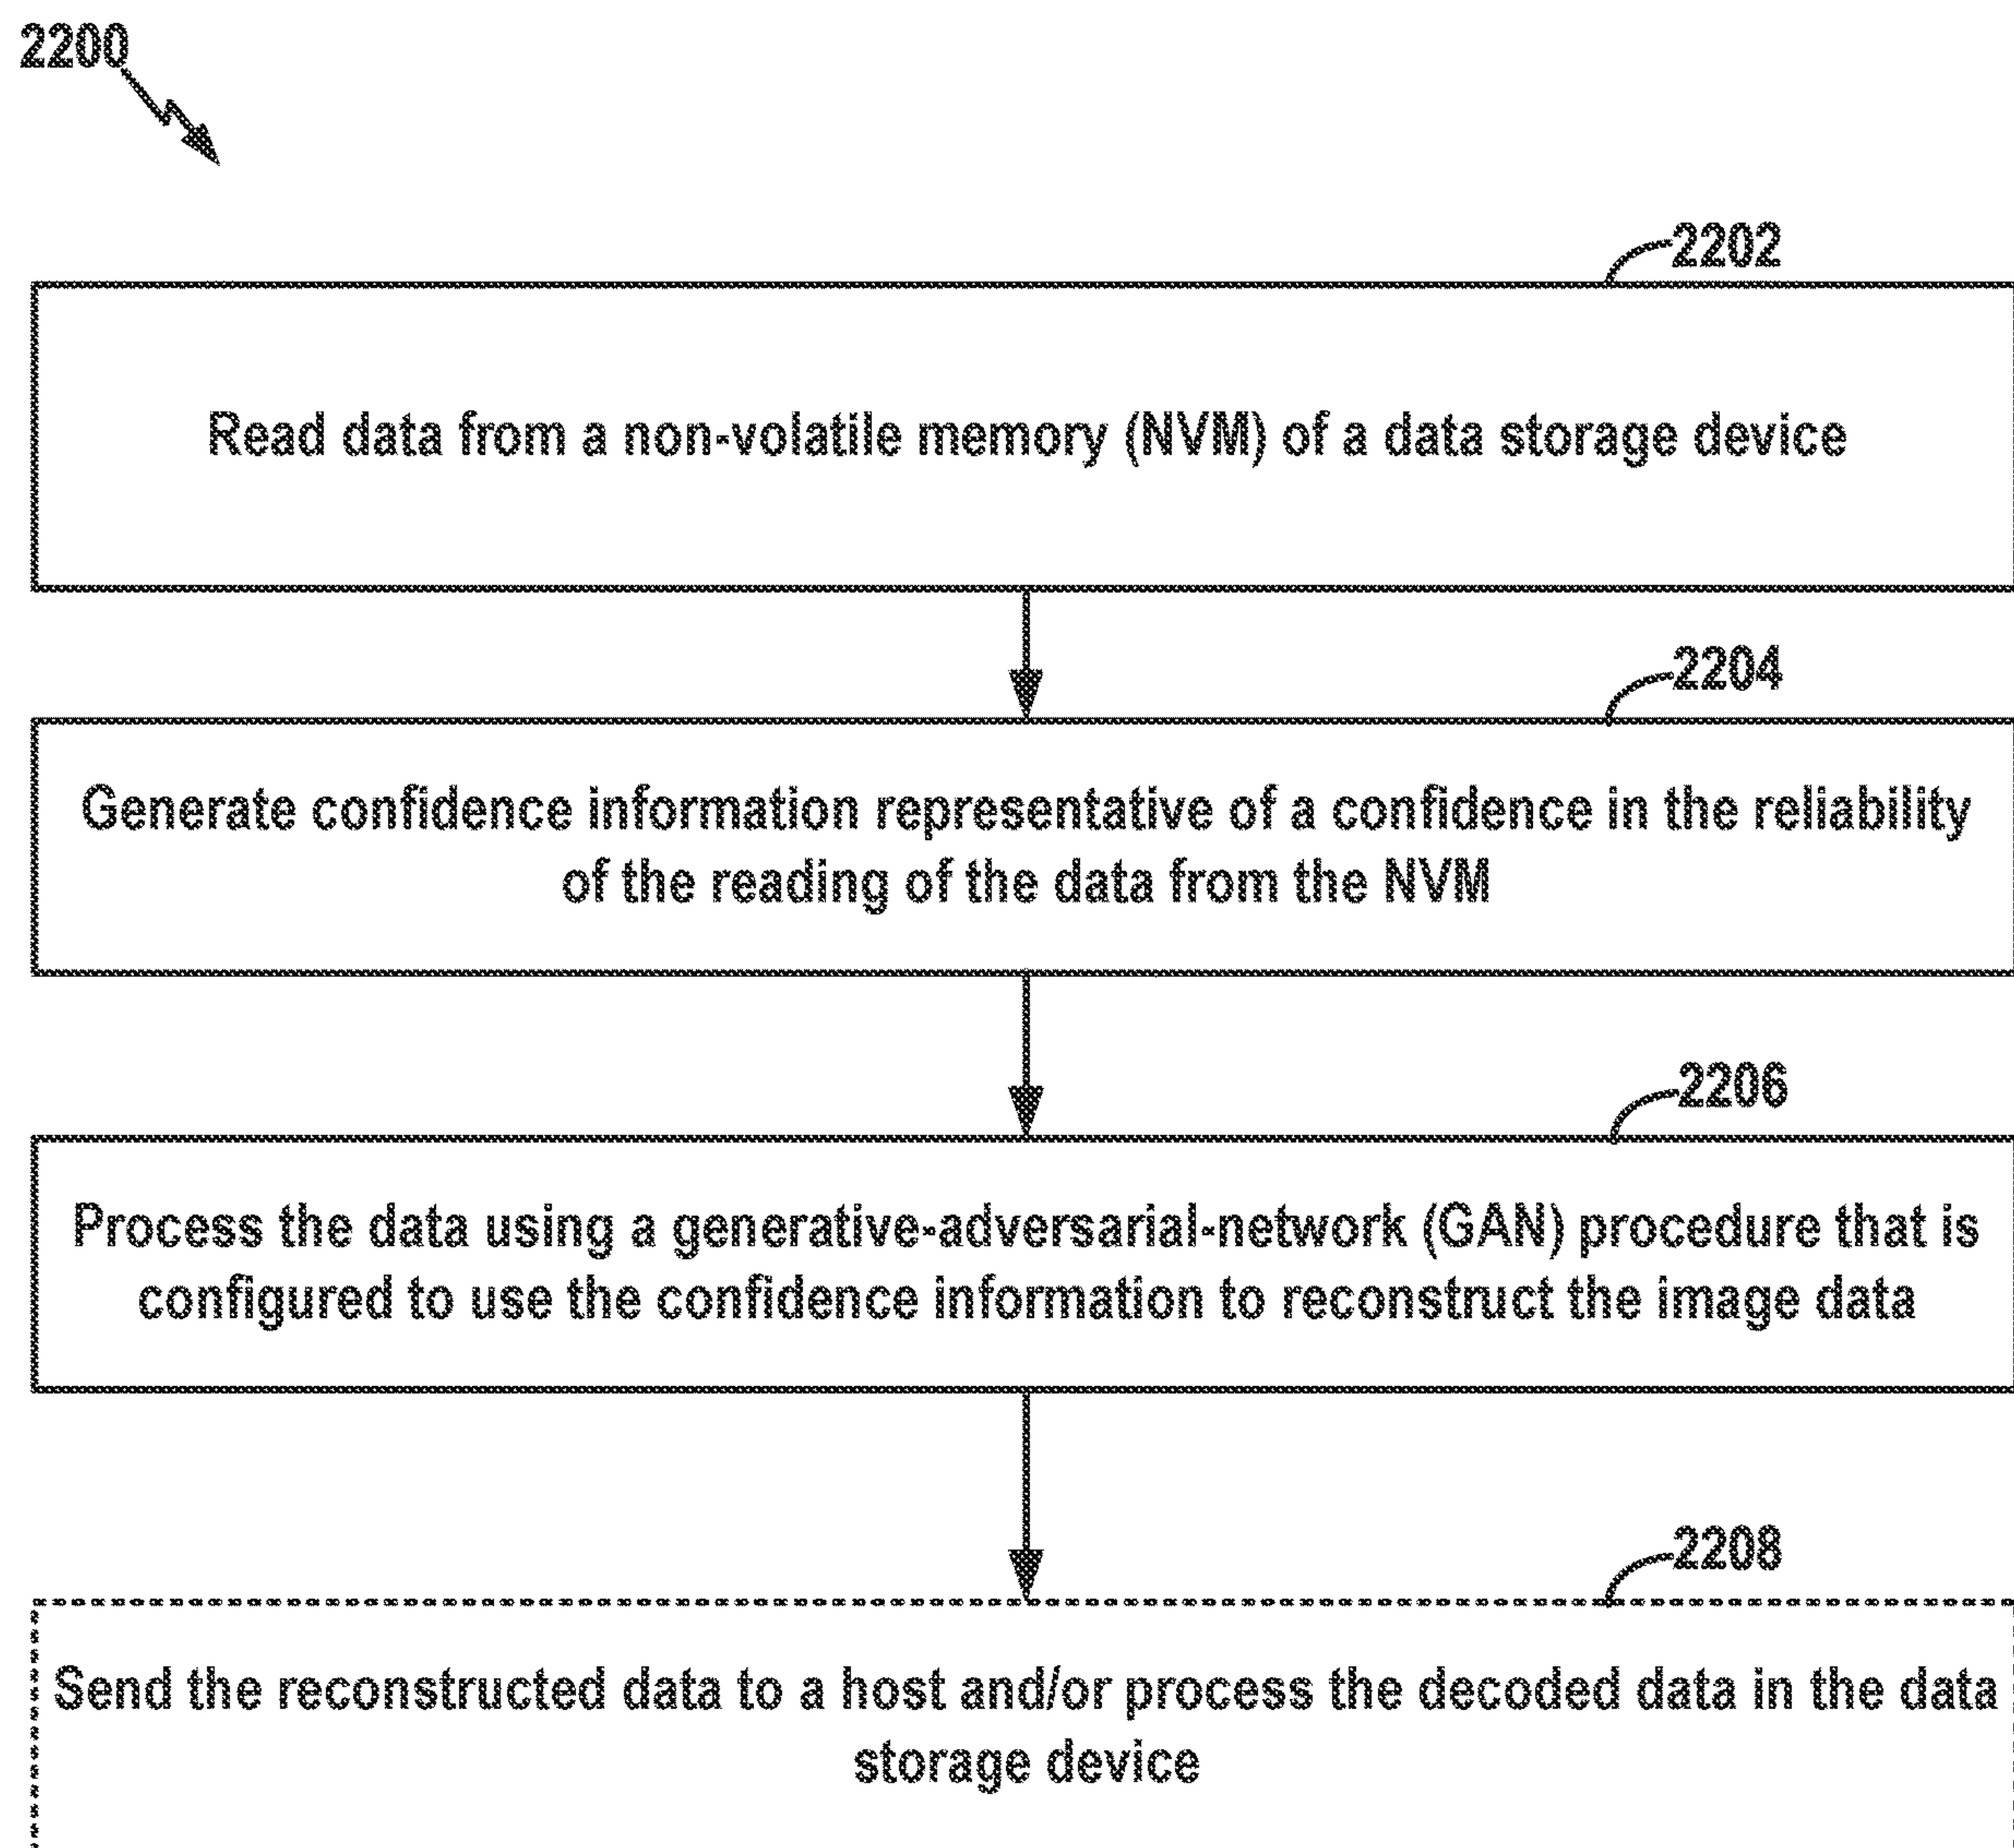 2200
2202
Read data from a non-volatile memory (NVM) of a data storage device
2204
Generate confidence information representative of a confidence in the reliability
of the reading of the data from the NVM
2206
Process the data using a generative-adversarial-network (GAN) procedure that is
configured to use the confidence information to reconstruct the image data
2208
Send the reconstructed data to a host and/or process the decoded data in the data
storage device